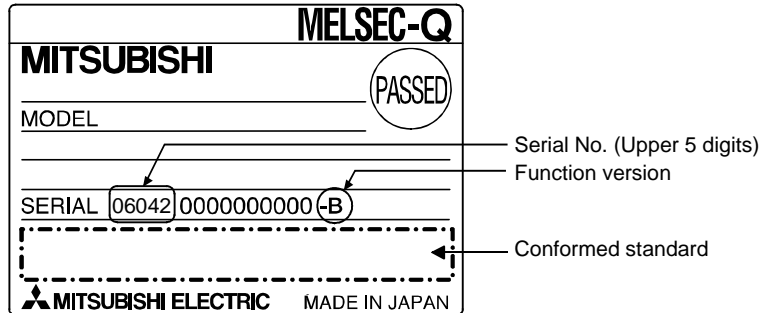 MELSEC-Q
MITSUBISHI
PASSED
MODEL
Serial No. (Upper 5 digits)
Function version
SERIAL 06042 0000000000 -B
Conformed standard
MITSUBISHI ELECTRIC MADE IN JAPAN